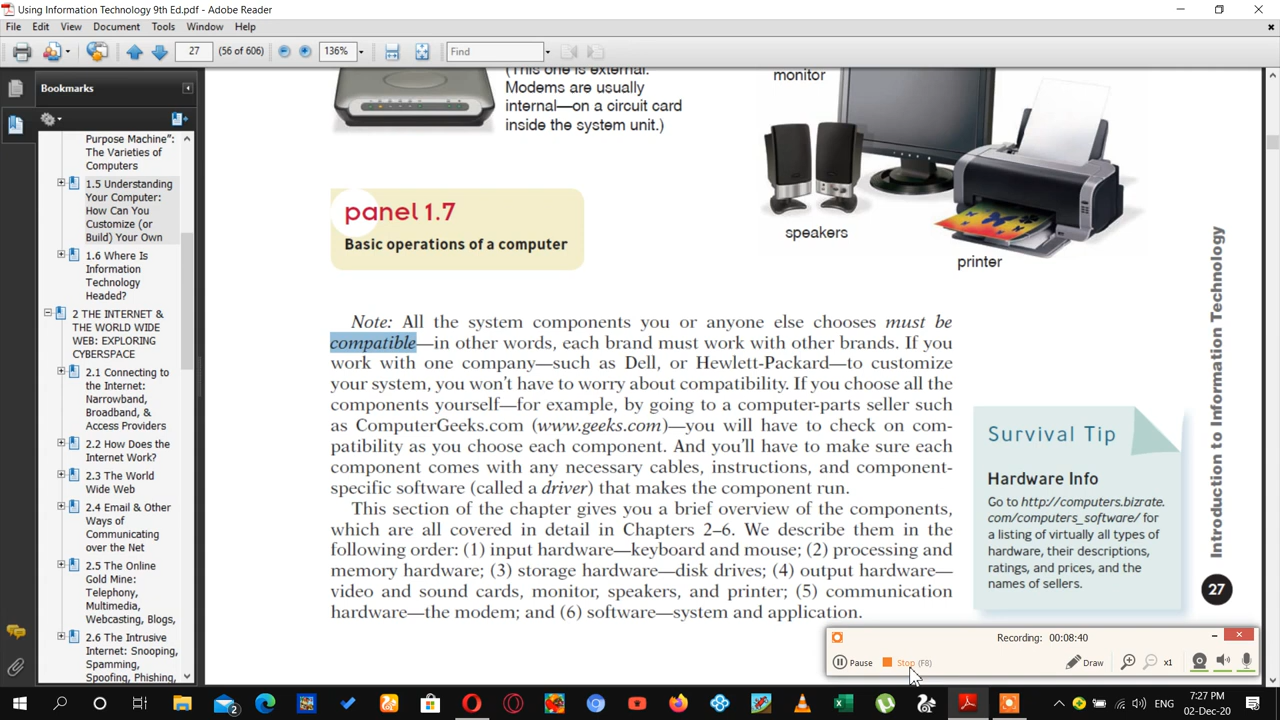 Using Information Technology 9th Ed.pdf - Adobe Reader
File Edit View Document Tools Window Help
27 (56 of 606) 136% Find
Bookmarks
Purpose Machine”:
The Varieties of
Computers
1.5 Understanding
Your Computer:
How Can You
Customize (or
Build) Your Own
1.6 Where Is
Information
Technology
Headed?
2 THE INTERNET &
THE WORLD WIDE
WEB: EXPLORING
CYBERSPACE
2.1 Connecting to
the Internet:
Narrowband,
Broadband, &
Access Providers
2.2 How Does the
Internet Work?
2.3 The World
Wide Web
2.4 Email & Other
Ways of
Communicating
over the Net
2.5 The Online
Gold Mine:
Telephony,
Multimedia,
Webcasting, Blogs,
2.6 The Intrusive
Internet: Snooping,
Spamming,
Spoofing, Phishing,
(This one is external.
Modems are usually
internal—on a circuit card
inside the system unit.)
monitor
speakers
printer
panel 1.7
Basic operations of a computer
Note: All the system components you or anyone else chooses must be
compatible—in other words, each brand must work with other brands. If you
work with one company—such as Dell, or Hewlett-Packard—to customize
your system, you won’t have to worry about compatibility. If you choose all the
components yourself—for example, by going to a computer-parts seller such
as ComputerGeeks.com (www.geeks.com)—you will have to check on com-
patibility as you choose each component. And you’ll have to make sure each
component comes with any necessary cables, instructions, and component-
specific software (called a driver) that makes the component run.
This section of the chapter gives you a brief overview of the components,
which are all covered in detail in Chapters 2–6. We describe them in the
following order: (1) input hardware—keyboard and mouse; (2) processing and
memory hardware; (3) storage hardware—disk drives; (4) output hardware—
video and sound cards, monitor, speakers, and printer; (5) communication
hardware—the modem; and (6) software—system and application.
Survival Tip
Hardware Info
Go to http://computers.bizrate.
com/computers_software/ for
a listing of virtually all types of
hardware, their descriptions,
ratings, and prices, and the
names of sellers.
Introduction to Information Technology
27
Recording: 00:08:40
Pause Stop (F8) Draw x1
7:27 PM
02-Dec-20
2